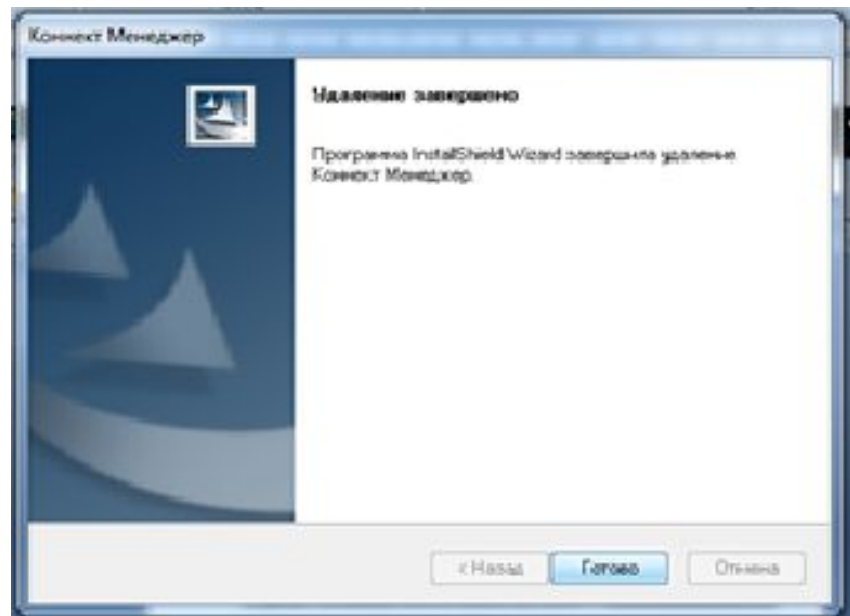 Коннект Менеджер
Удаление завершено
Программа InstallShield Wizard завершила удаление
Коннект Менеджер.
< Назад
Готово
Отмена